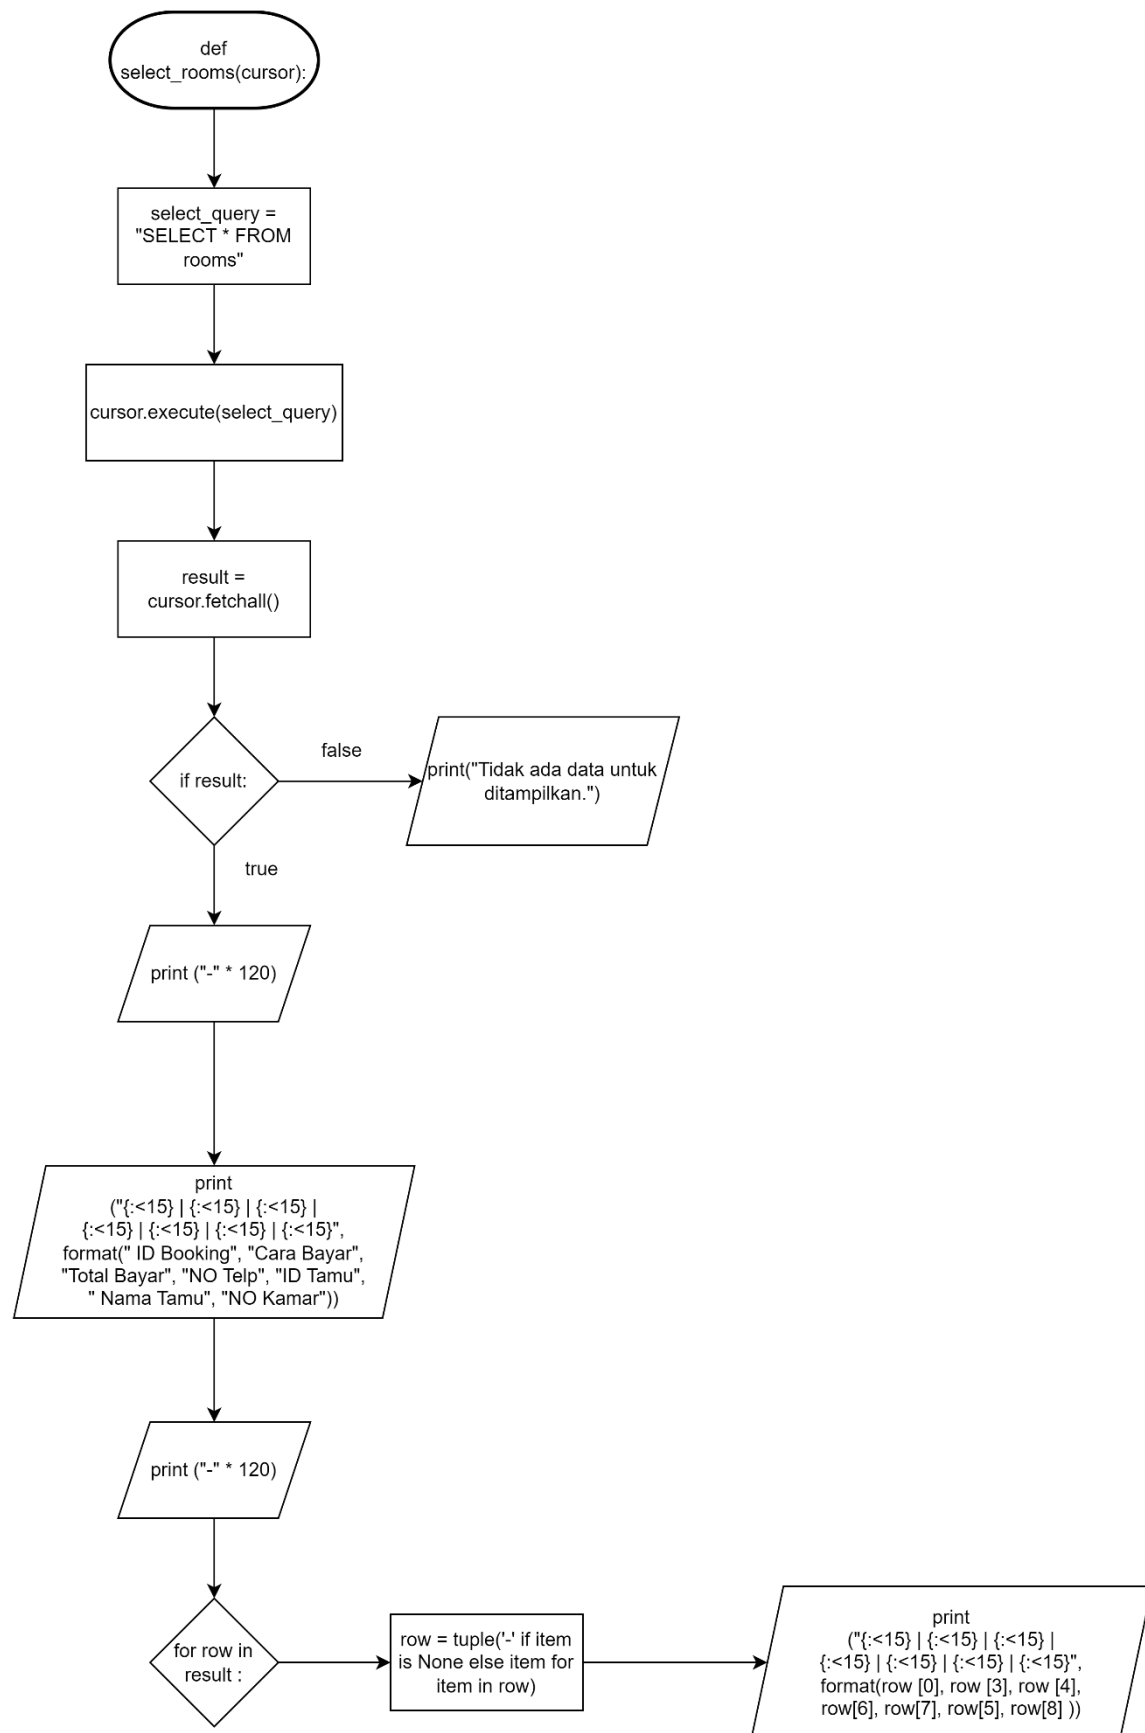 def
select_rooms(cursor):
select_query =
"SELECT * FROM
rooms"
cursor.execute(select_query)
result =
cursor.fetchall()
if result:
false
print("Tidak ada data untuk
ditampilkan.")
true
print ("-" * 120)
print
("{:<15} | {:<15} | {:<15} |
{:<15} | {:<15} | {:<15} | {:<15}",
format(" ID Booking", "Cara Bayar",
"Total Bayar", "NO Telp", "ID Tamu",
" Nama Tamu", "NO Kamar"))
print ("-" * 120)
for row in
result :
row = tuple('-' if item
is None else item for
item in row)
print
("{:<15} | {:<15} | {:<15} |
{:<15} | {:<15} | {:<15} | {:<15}",
format(row [0], row [3], row [4],
row[6], row[7], row[5], row[8] ))